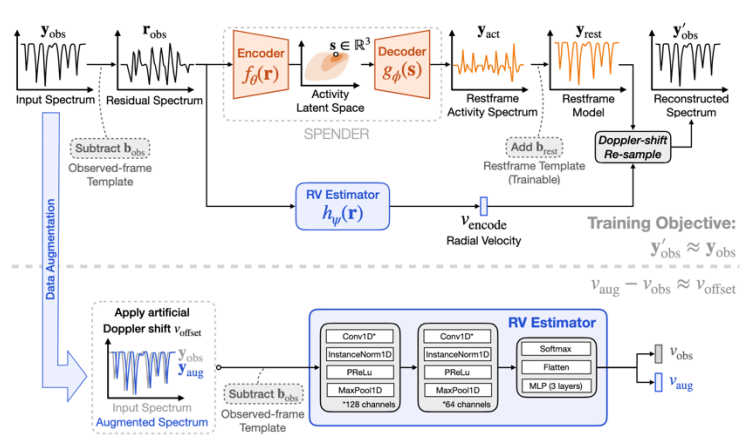 y_obs
Input Spectrum
Subtract b_obs
Observed-frame
Template
r_obs
Residual Spectrum
Encoder
f_θ(r)
s ∈ ℝ³
Activity
Latent Space
Decoder
g_ϕ(s)
SPENDER
y_act
Restframe
Activity Spectrum
Add b_rest
Restframe Template
(Trainable)
y_rest
Restframe
Model
y′_obs
Reconstructed
Spectrum
Doppler-shift
Re-sample
RV Estimator
h_ψ(r)
v_encode
Radial Velocity
Training Objective:
y′_obs ≈ y_obs
v_aug − v_obs ≈ v_offset
Data Augmentation
Apply artificial
Doppler shift v_offset
y_obs
y_aug
Input Spectrum
Augmented Spectrum
Subtract b_obs
Observed-frame
Template
RV Estimator
Conv1D*
InstanceNorm1D
PReLu
MaxPool1D
*128 channels
Conv1D*
InstanceNorm1D
PReLu
MaxPool1D
*64 channels
Softmax
Flatten
MLP (3 layers)
v_obs
v_aug